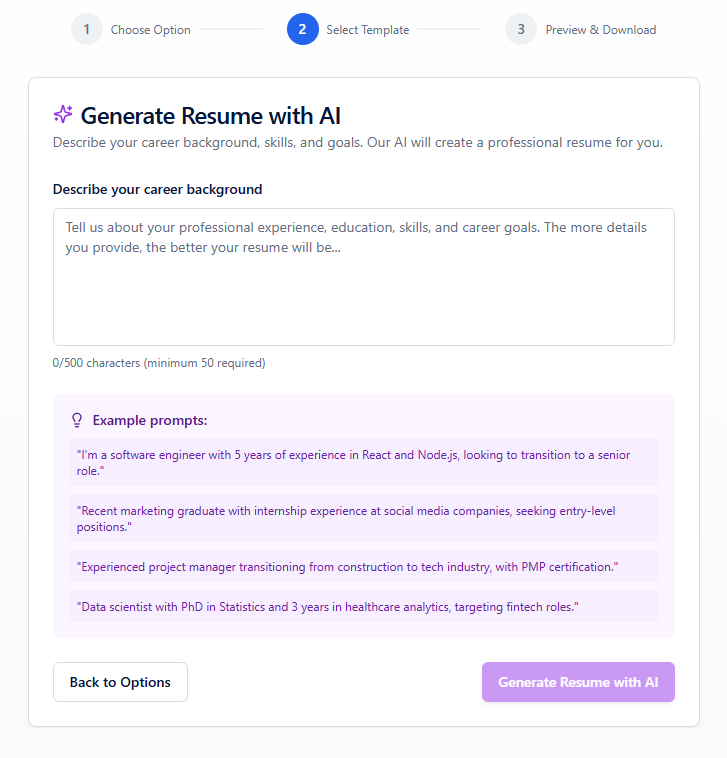 1 Choose Option 2 Select Template 3 Preview & Download
Generate Resume with AI
Describe your career background, skills, and goals. Our AI will create a professional resume for you.
Describe your career background
Tell us about your professional experience, education, skills, and career goals. The more details
you provide, the better your resume will be...
0/500 characters (minimum 50 required)
Example prompts:
"I'm a software engineer with 5 years of experience in React and Node.js, looking to transition to a senior
role."
"Recent marketing graduate with internship experience at social media companies, seeking entry-level
positions."
"Experienced project manager transitioning from construction to tech industry, with PMP certification."
"Data scientist with PhD in Statistics and 3 years in healthcare analytics, targeting fintech roles."
Back to Options
Generate Resume with AI